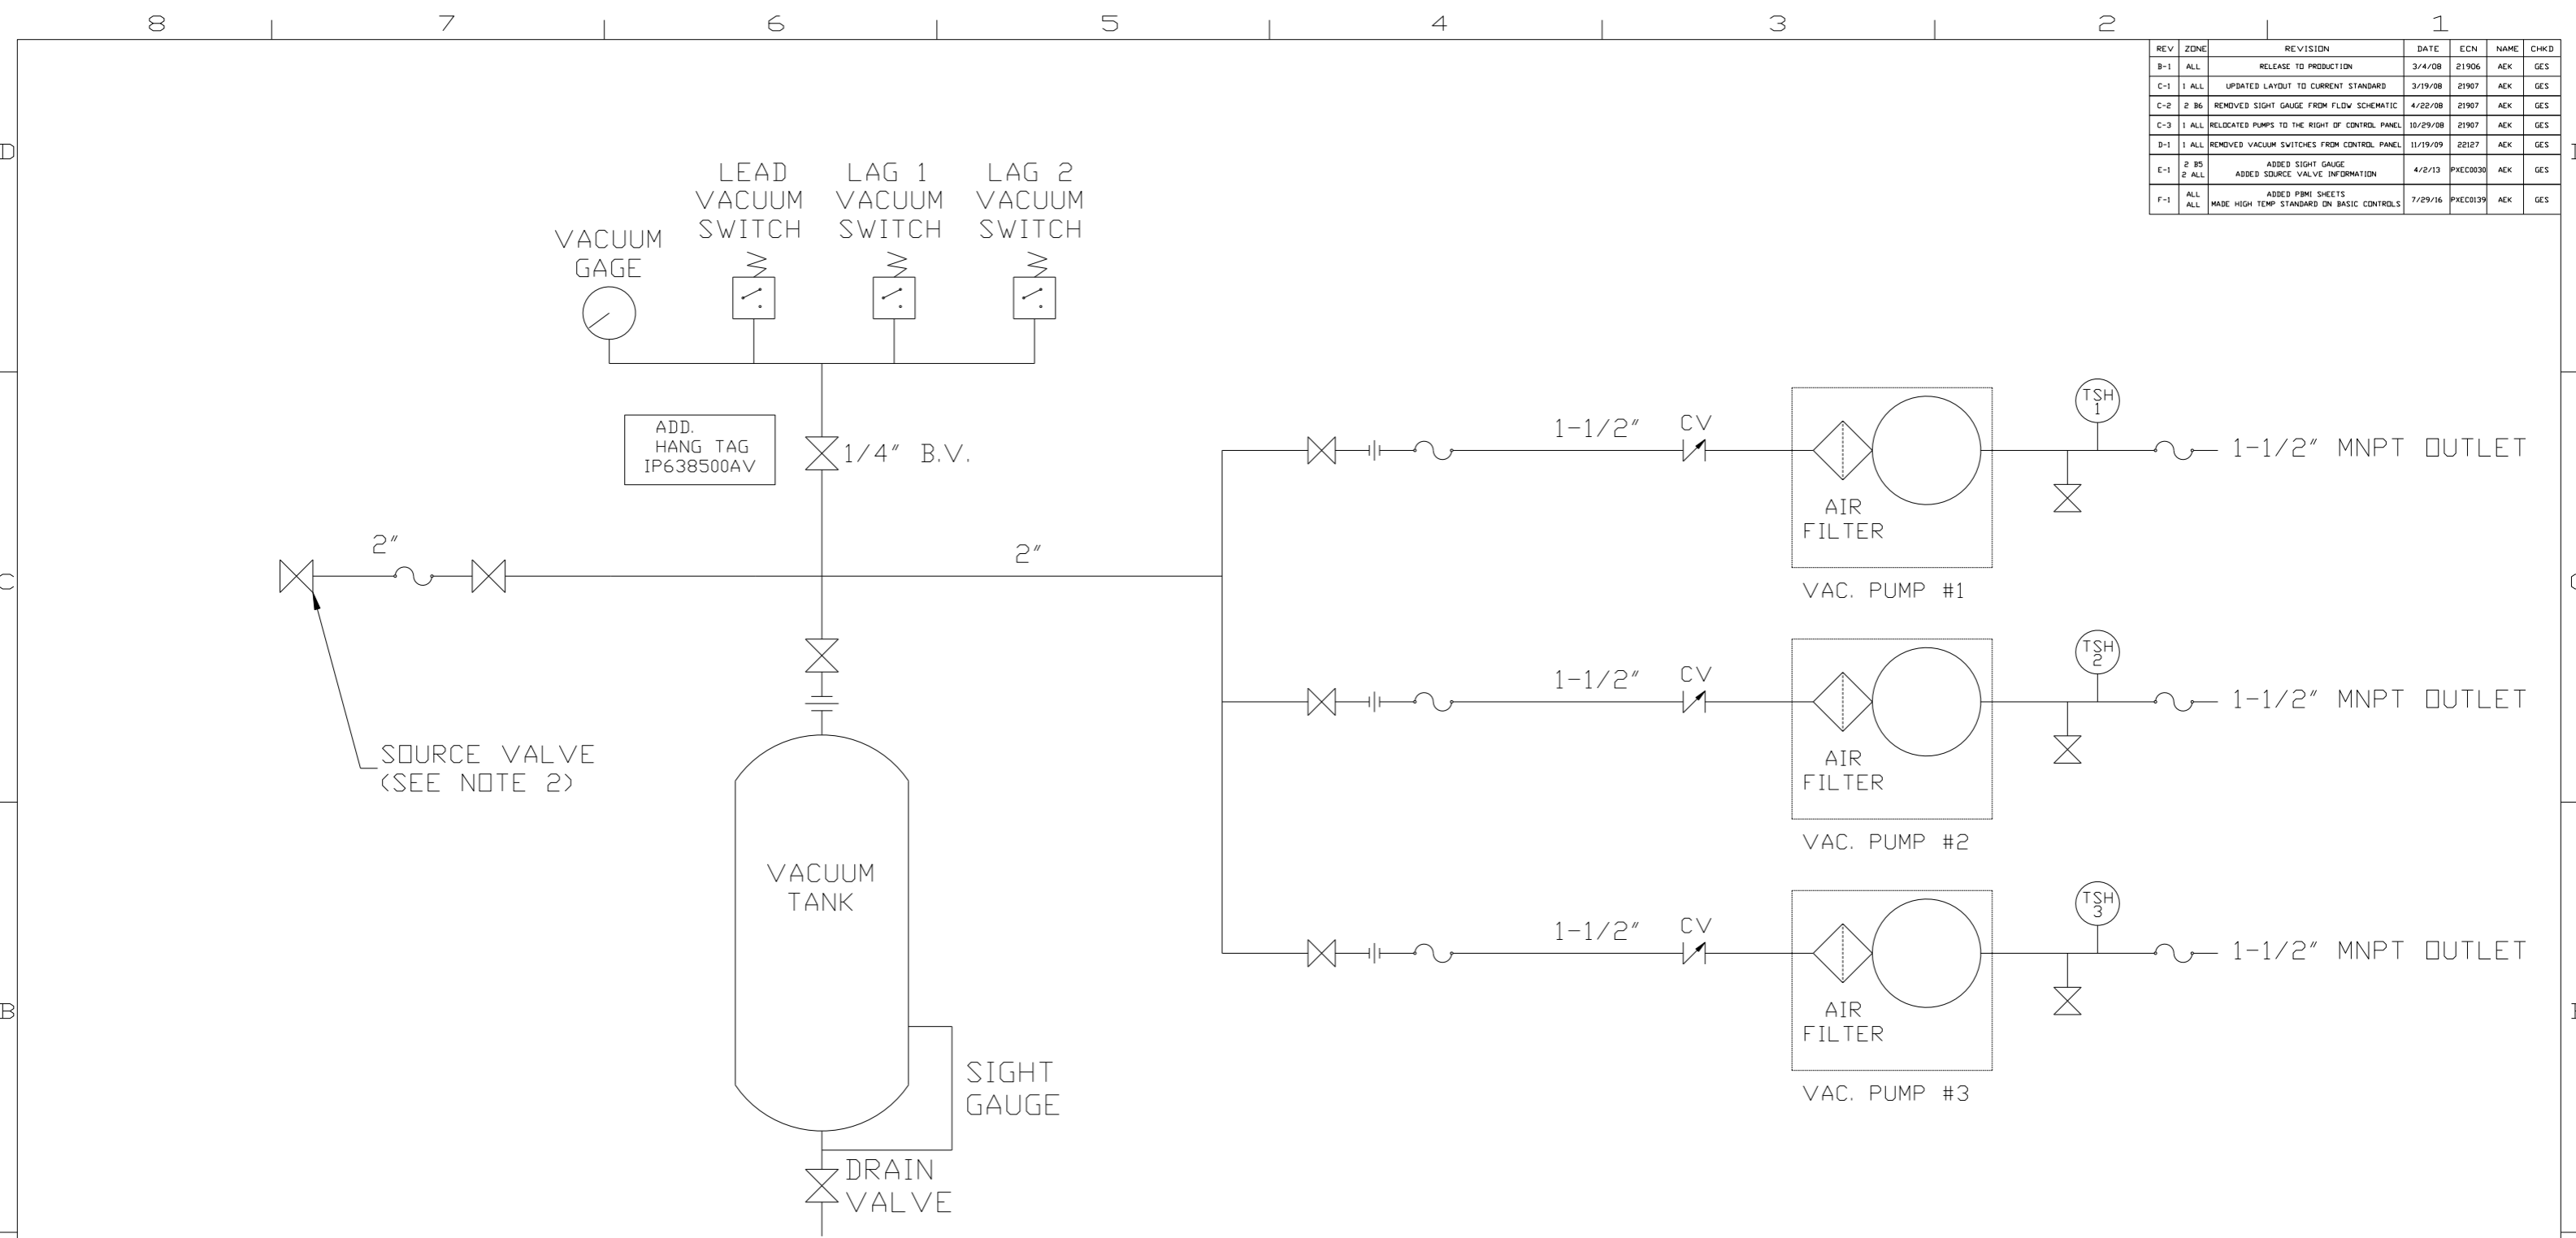 8 7 6 5 4 3 2 1
REV ZONE REVISION DATE ECN NAME CHKD
B-1 ALL RELEASE TO PRODUCTION 3/4/08 21906 AEK GES
C-1 1 ALL UPDATED LAYOUT TO CURRENT STANDARD 3/19/08 21907 AEK GES
C-2 2 B6 REMOVED SIGHT GAUGE FROM FLOW SCHEMATIC 4/22/08 21907 AEK GES
C-3 1 ALL RELOCATED PUMPS TO THE RIGHT OF CONTROL PANEL 10/29/08 21907 AEK GES
D-1 1 ALL REMOVED VACUUM SWITCHES FROM CONTROL PANEL 11/19/09 22127 AEK GES
E-1 2 B5 ADDED SIGHT GAUGE 4/2/13 PXEC0030 AEK GES
2 ALL ADDED SOURCE VALVE INFORMATION
F-1 ALL ADDED PBMI SHEETS 7/29/16 PXEC0139 AEK GES
ALL MADE HIGH TEMP STANDARD ON BASIC CONTROLS
D
LEAD
VACUUM
SWITCH
LAG 1
VACUUM
SWITCH
LAG 2
VACUUM
SWITCH
VACUUM
GAGE
ADD.
HANG TAG
IP638500AV
1/4" B.V.
2"
2"
C
SOURCE VALVE
(SEE NOTE 2)
VACUUM
TANK
SIGHT
GAUGE
DRAIN
VALVE
B
1-1/2"
CV
AIR
FILTER
VAC. PUMP #1
TSH
1
1-1/2" MNPT OUTLET
1-1/2"
CV
AIR
FILTER
VAC. PUMP #2
TSH
2
1-1/2" MNPT OUTLET
1-1/2"
CV
AIR
FILTER
VAC. PUMP #3
TSH
3
1-1/2" MNPT OUTLET